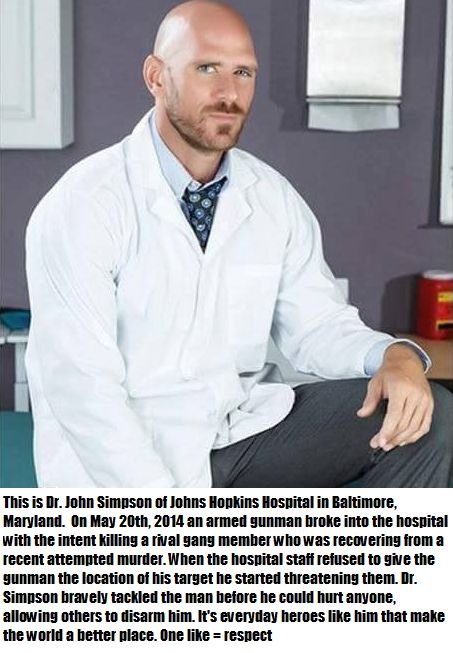 This is Dr. John Simpson of Johns Hopkins Hospital in Baltimore,
Maryland.  On May 20th, 2014 an armed gunman broke into the hospital
with the intent killing a rival gang member who was recovering from a
recent attempted murder. When the hospital staff refused to give the
gunman the location of his target he started threatening them. Dr.
Simpson bravely tackled the man before he could hurt anyone,
allowing others to disarm him. It's everyday heroes like him that make
the world a better place. One like = respect